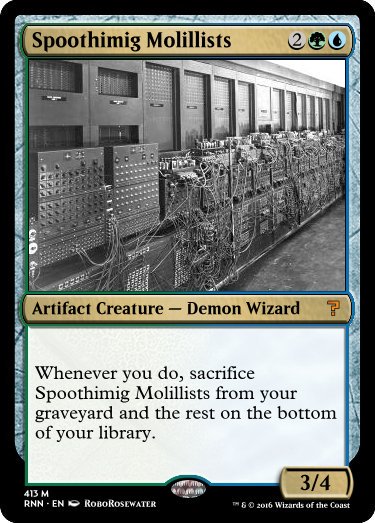 Spoothimig Molillists 2
Artifact Creature — Demon Wizard
Whenever you do, sacrifice
Spoothimig Molillists from your
graveyard and the rest on the bottom
of your library.
3/4
413 M
RNN • EN RoboRosewater
™ & © 2016 Wizards of the Coast